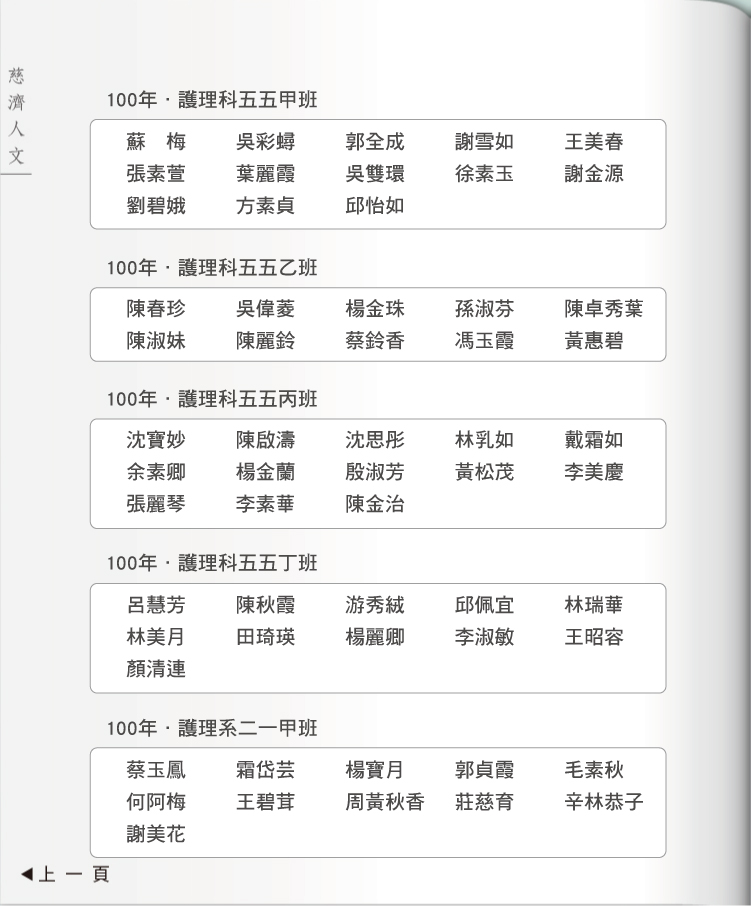 慈濟人文
100年・護理科五五甲班
蘇　梅 吳彩蟳 郭全成 謝雪如 王美春
張素萱 葉麗霞 吳雙環 徐素玉 謝金源
劉碧娥 方素貞 邱怡如
100年・護理科五五乙班
陳春珍 吳偉菱 楊金珠 孫淑芬 陳卓秀葉
陳淑妹 陳麗鈴 蔡鈴香 馮玉霞 黃惠碧
100年・護理科五五丙班
沈寶妙 陳啟濤 沈思彤 林乳如 戴霜如
余素卿 楊金蘭 殷淑芳 黃松茂 李美慶
張麗琴 李素華 陳金治
100年・護理科五五丁班
呂慧芳 陳秋霞 游秀絨 邱佩宜 林瑞華
林美月 田琦瑛 楊麗卿 李淑敏 王昭容
顏清連
100年・護理系二一甲班
蔡玉鳳 霜岱芸 楊寶月 郭貞霞 毛素秋
何阿梅 王碧茸 周黃秋香 莊慈育 辛林恭子
謝美花
◀上一頁